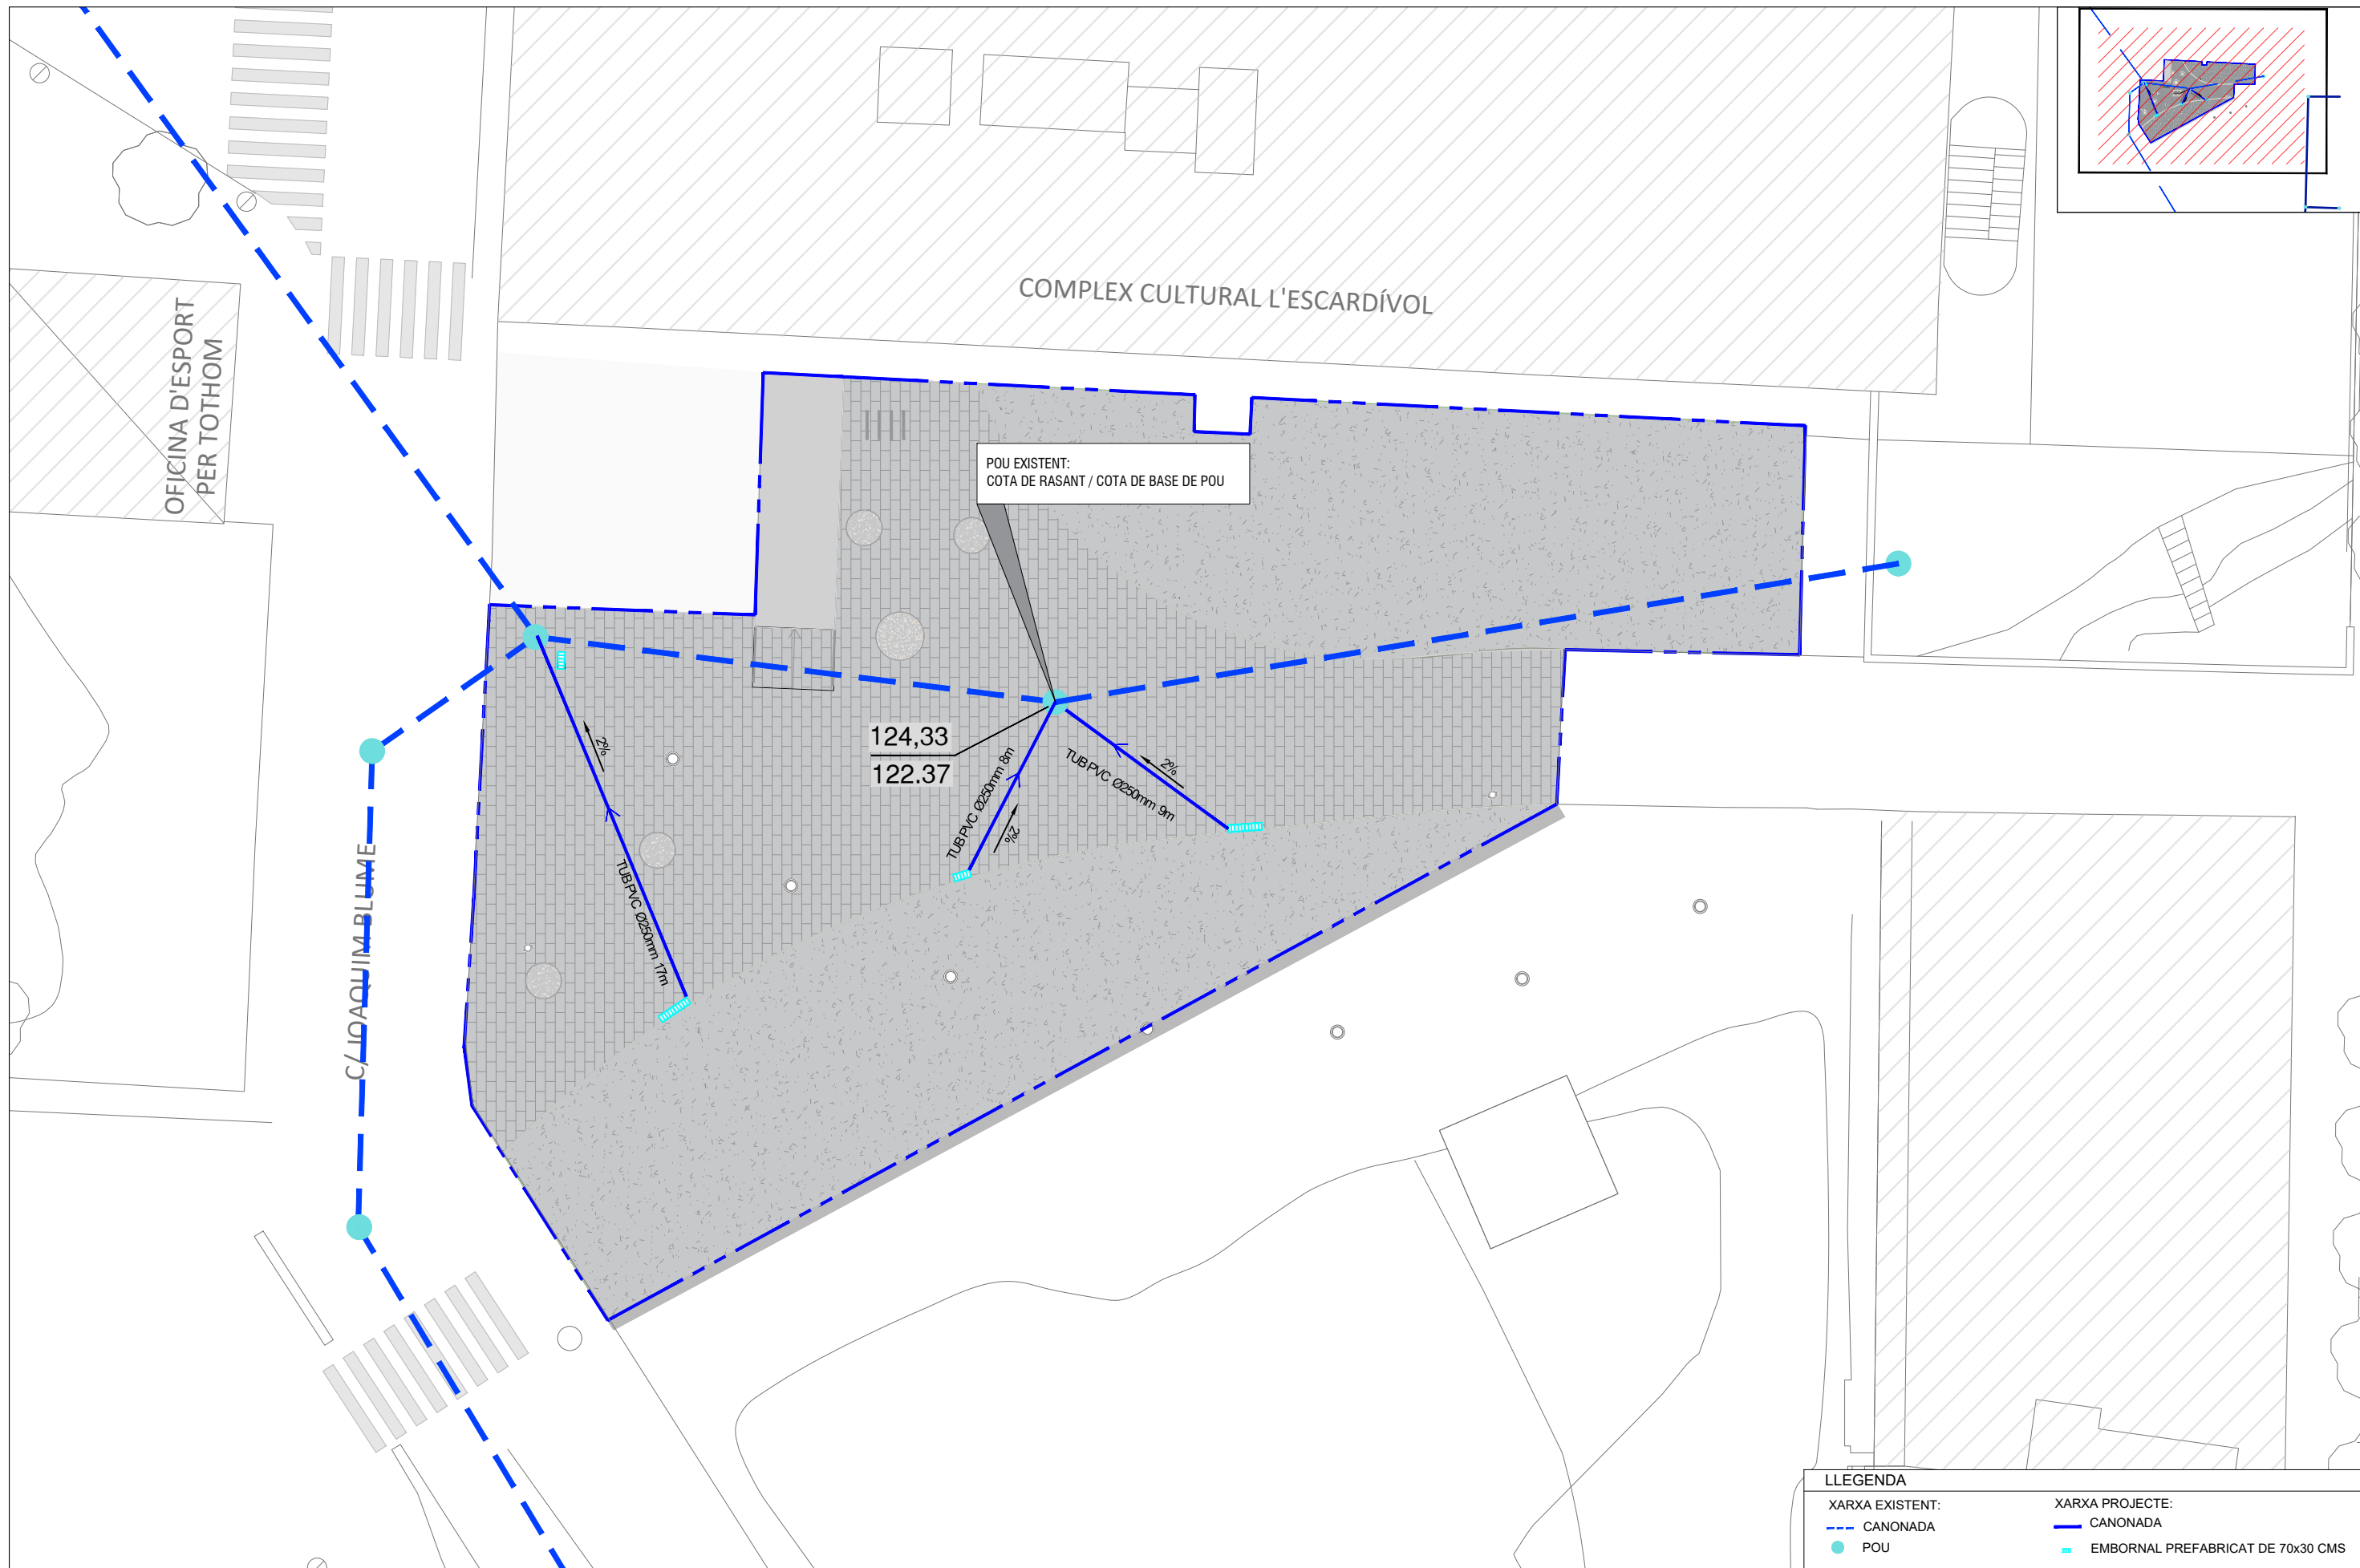 COMPLEX CULTURAL L'ESCARDÍVOL
OFICINA D'ESPORT
PER TOTHOM
POU EXISTENT:
COTA DE RASANT / COTA DE BASE DE POU
124,33
122.37
2%
TUB PVC Ø250mm 17m
TUB PVC Ø250mm 8m
2%
TUB PVC Ø250mm 9m
2%
C/ JOAQUIM BLUME
LLEGENDA
XARXA EXISTENT:
CANONADA
POU
XARXA PROJECTE:
CANONADA
EMBORNAL PREFABRICAT DE 70x30 CMS